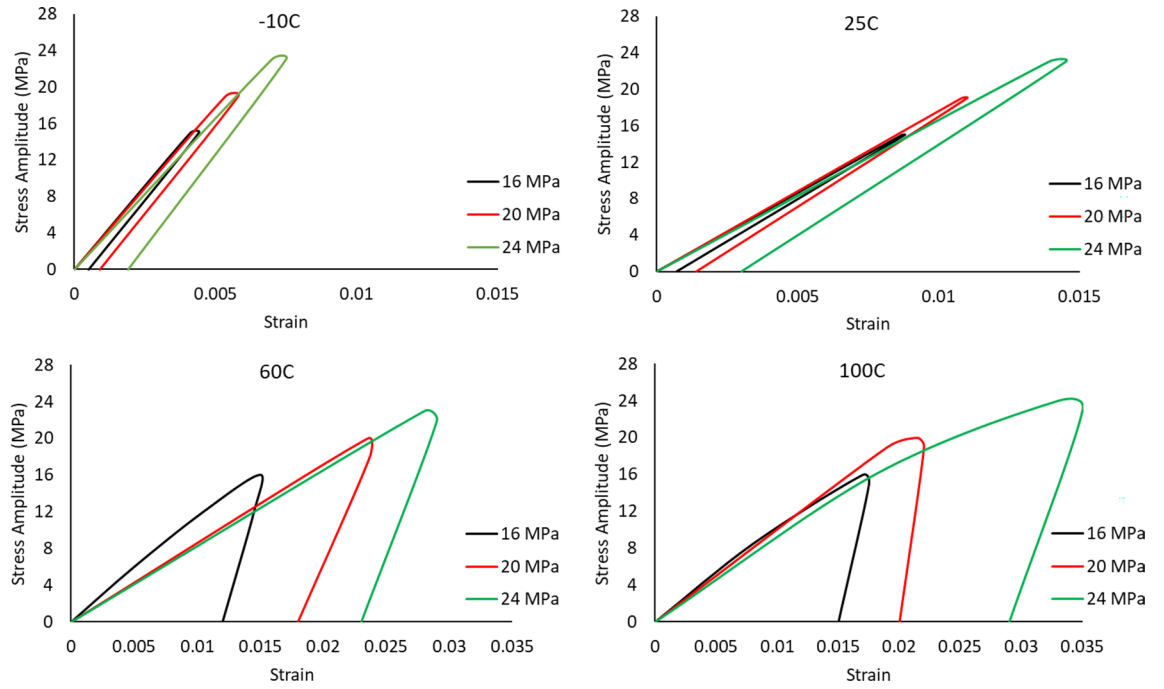 -10C
Stress Amplitude (MPa)
28
24
20
16
12
8
4
0
0 0.005 0.01 0.015
Strain
16 MPa
20 MPa
24 MPa
25C
Stress Amplitude (MPa)
28
24
20
16
12
8
4
0
0 0.005 0.01 0.015
Strain
16 MPa
20 MPa
24 MPa
60C
Stress Amplitude (MPa)
28
24
20
16
12
8
4
0
0 0.005 0.01 0.015 0.02 0.025 0.03 0.035
Strain
16 MPa
20 MPa
24 MPa
100C
Stress Amplitude (MPa)
28
24
20
16
12
8
4
0
0 0.005 0.01 0.015 0.02 0.025 0.03 0.035
Strain
16 MPa
20 MPa
24 MPa